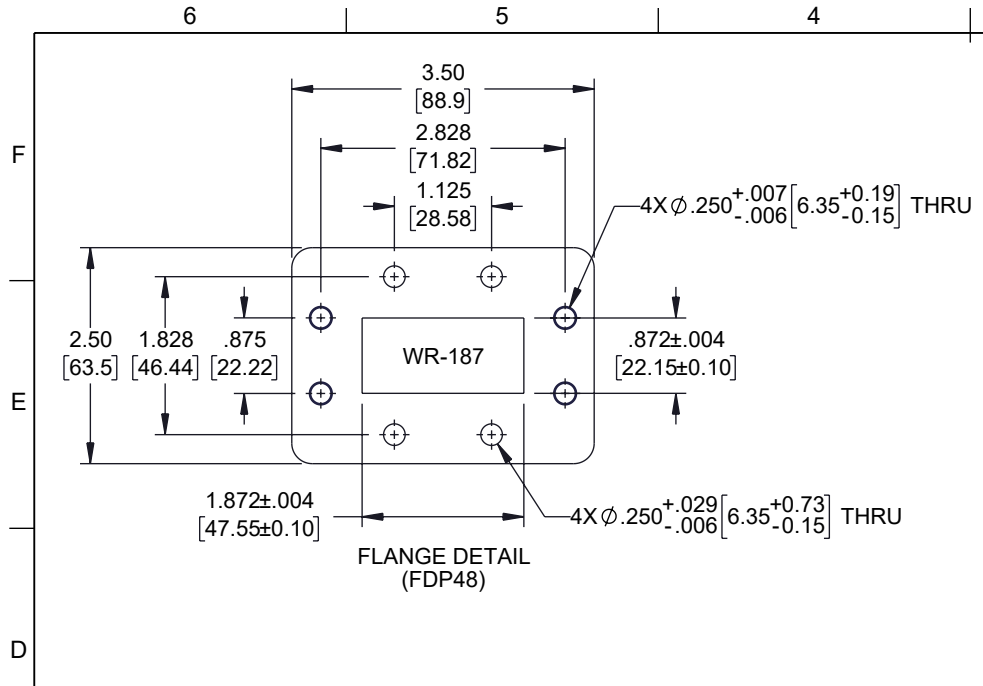 6 5 4
F
E
D
3.50
[88.9]
2.828
[71.82]
1.125
[28.58]
4X Ø .250 +.007 -.006 [6.35 +0.19 -0.15] THRU
2.50
[63.5]
1.828
[46.44]
.875
[22.22]
WR-187
.872±.004
[22.15±0.10]
1.872±.004
[47.55±0.10]
4X Ø .250 +.029 -.006 [6.35 +0.73 -0.15] THRU
FLANGE DETAIL
(FDP48)